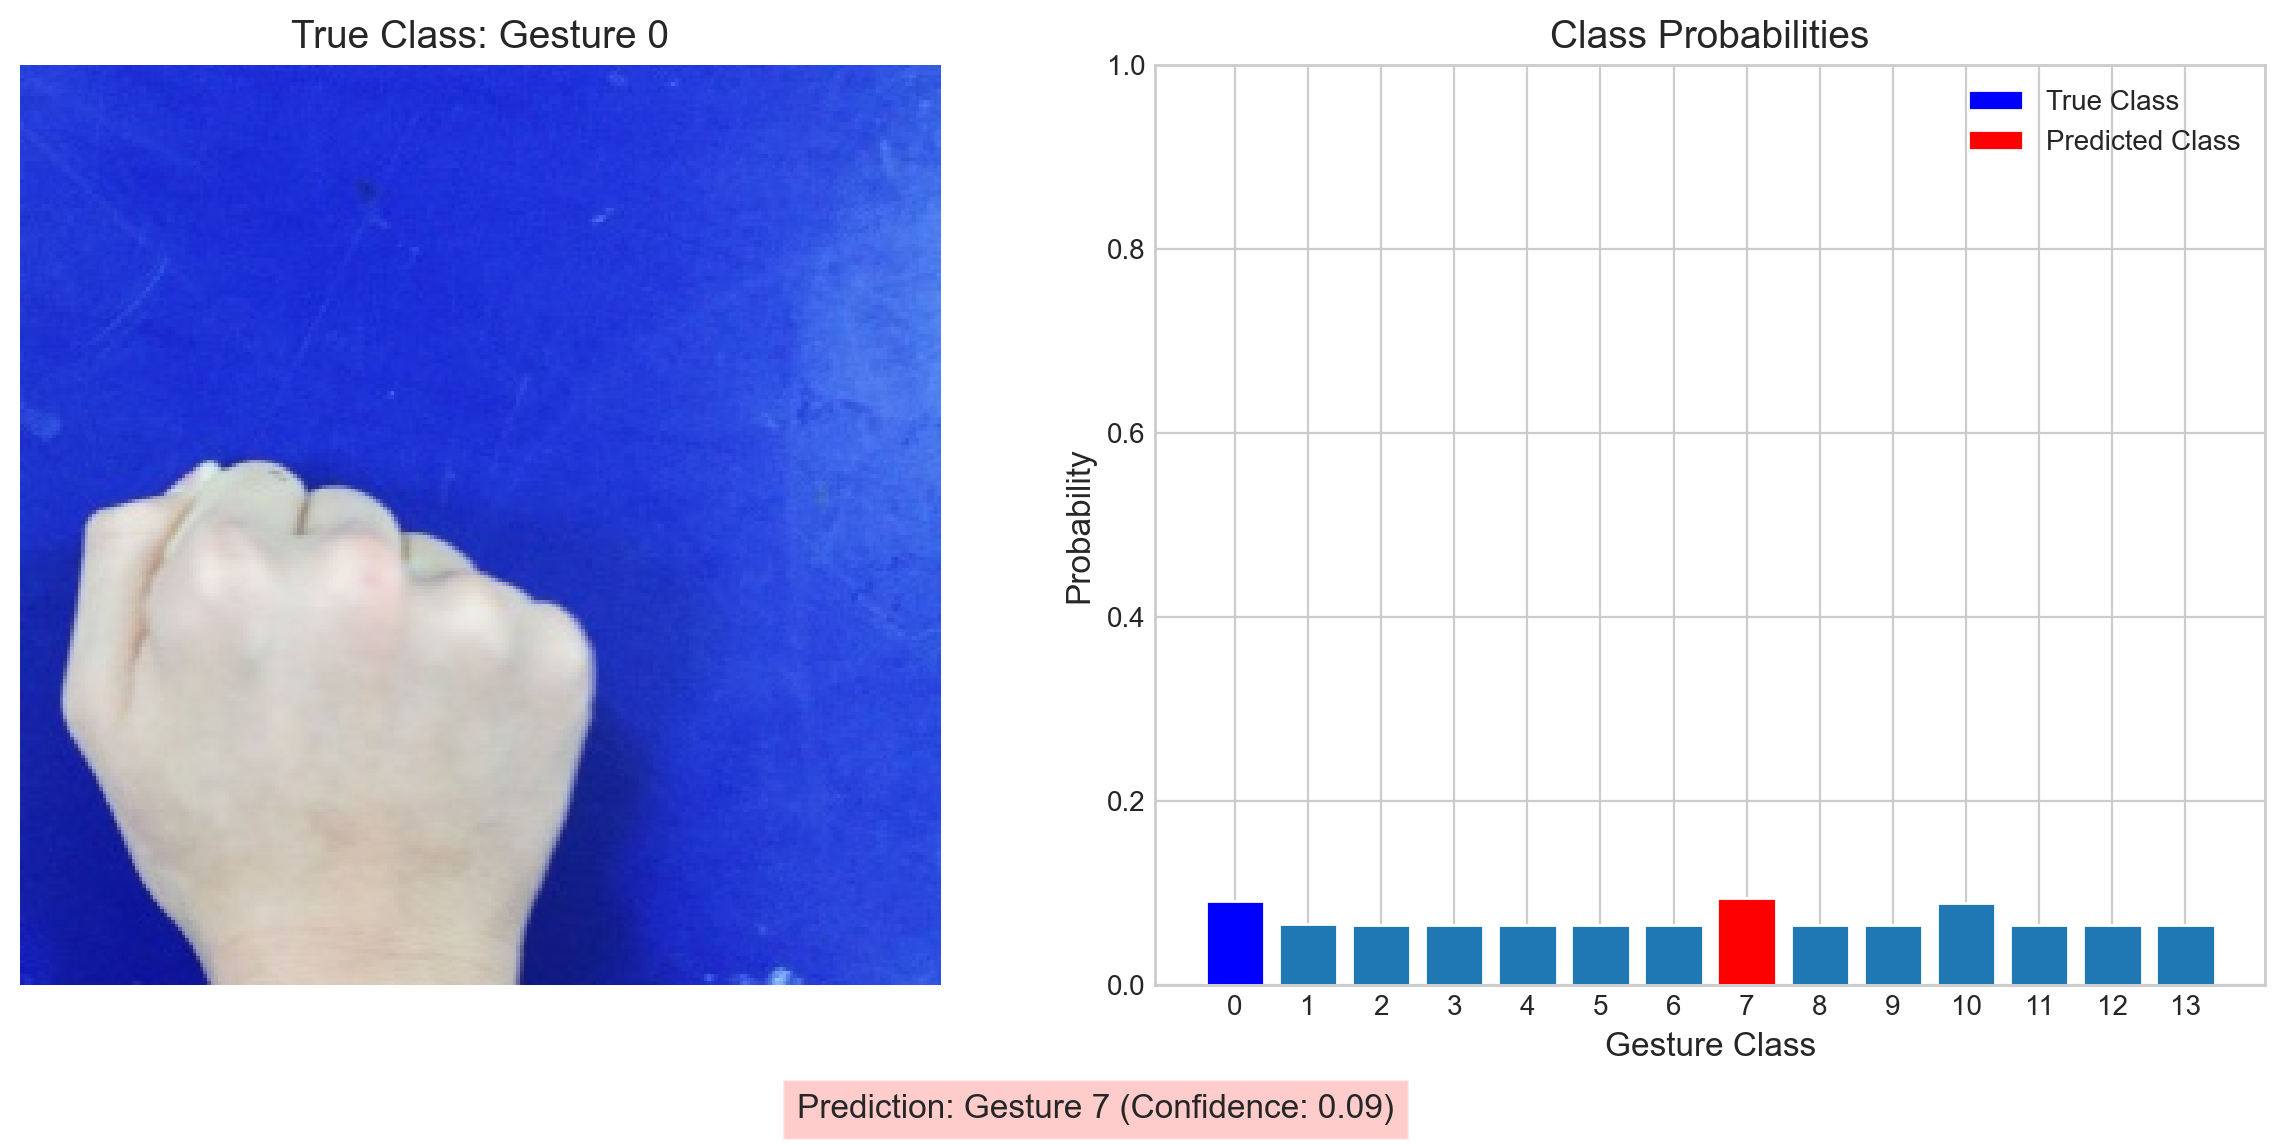 True Class: Gesture 0
Class Probabilities
True Class
Predicted Class
1.0
0.8
0.6
0.4
0.2
0.0
Probability
0 1 2 3 4 5 6 7 8 9 10 11 12 13
Gesture Class
Prediction: Gesture 7 (Confidence: 0.09)